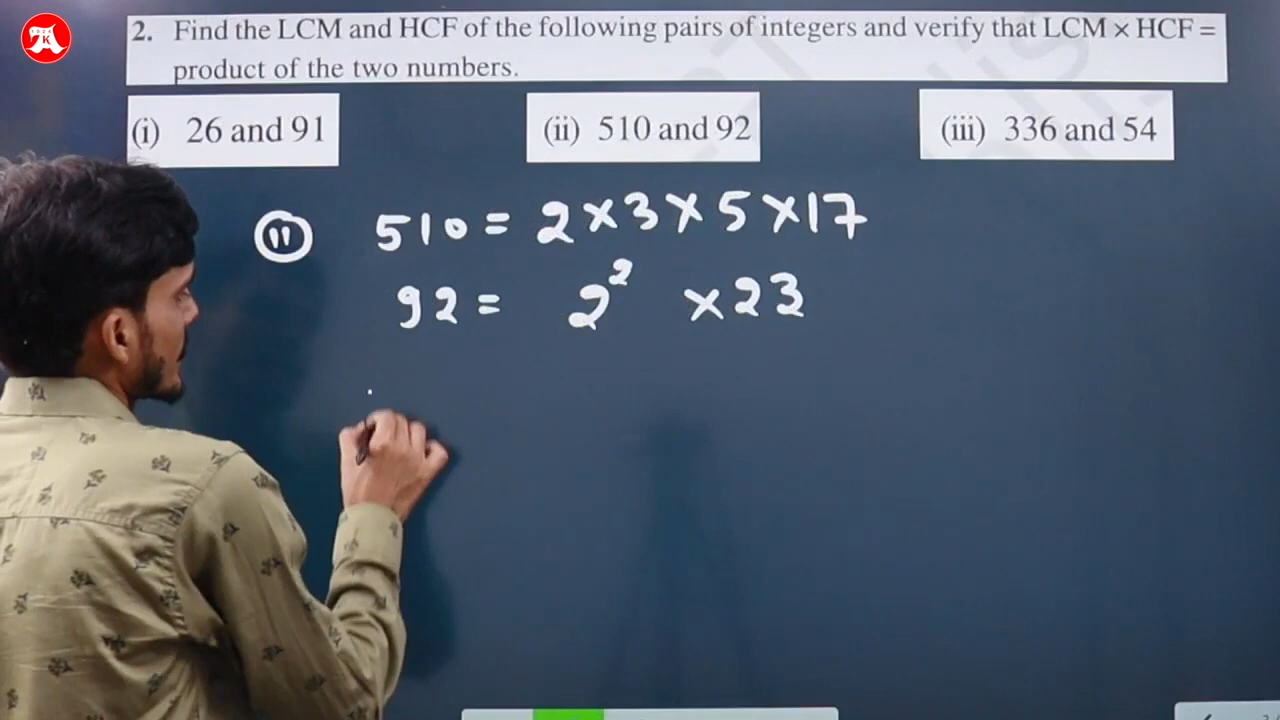 2. Find the LCM and HCF of the following pairs of integers and verify that LCM × HCF =
product of the two numbers.
(i) 26 and 91
(ii) 510 and 92
(iii) 336 and 54
(ii) 510 = 2 × 3 × 5 × 17
92 = 2² × 23